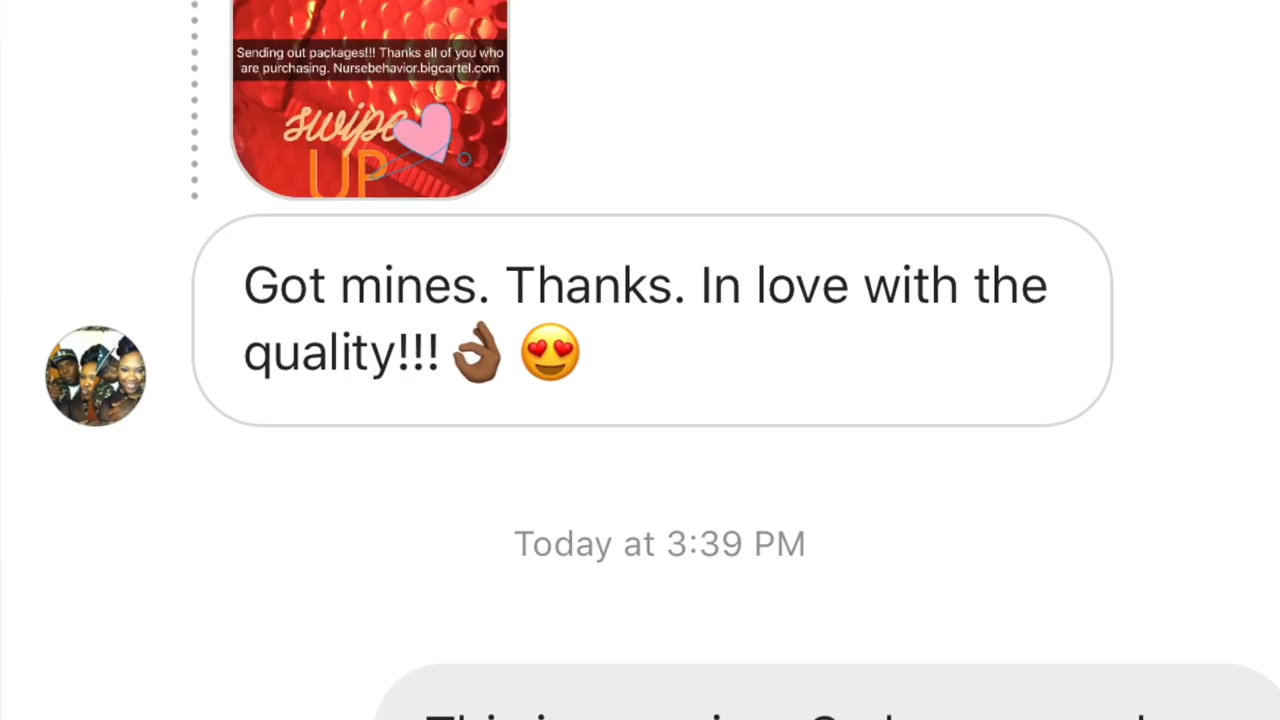 Sending out packages!!! Thanks all of you who
are purchasing. Nursebehavior.bigcartel.com
swipe
UP
Got mines. Thanks. In love with the
quality!!!👌🏾😍
Today at 3:39 PM